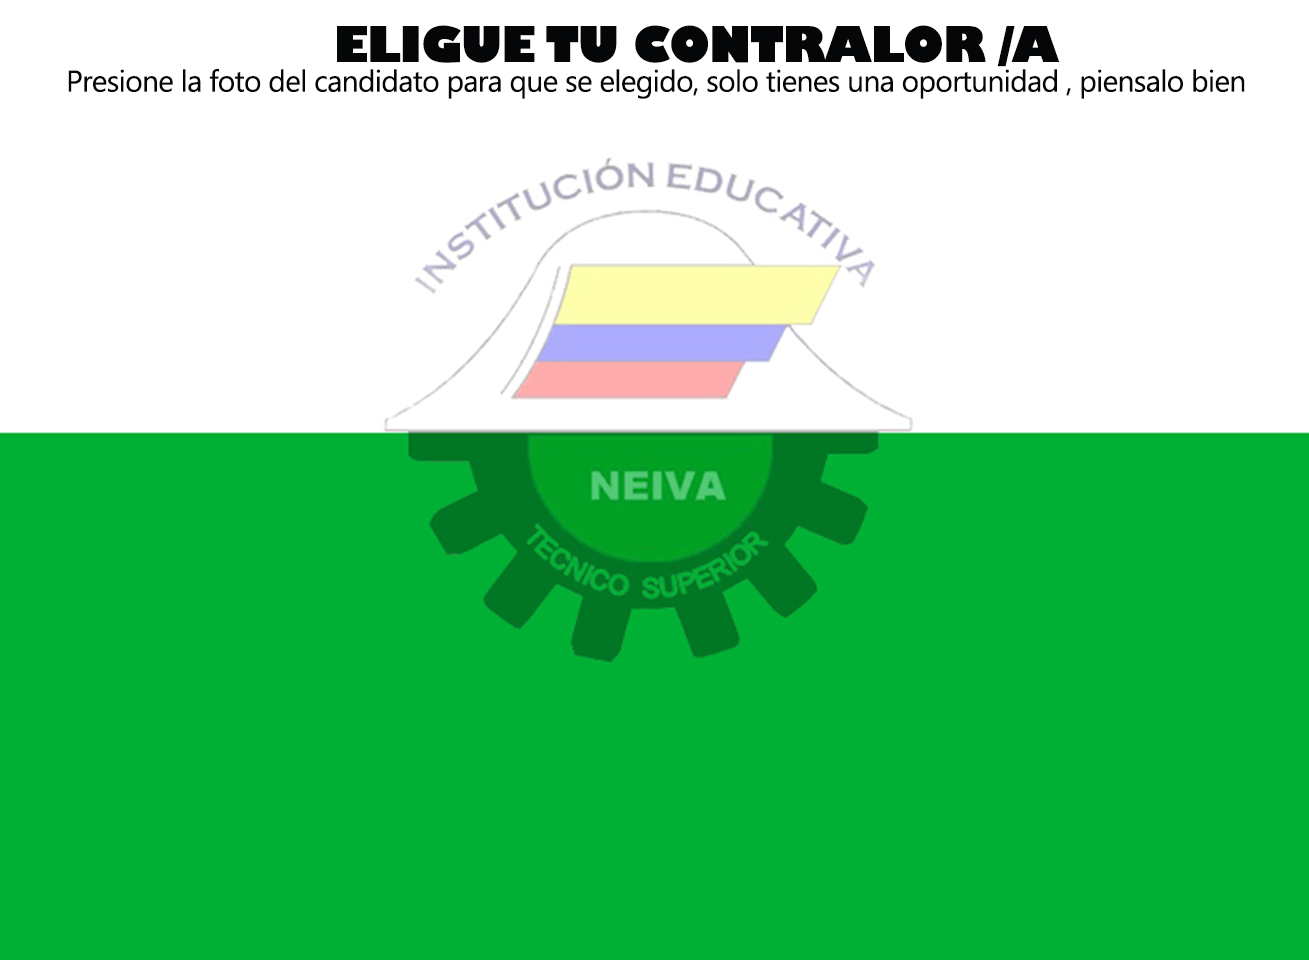 ELIGUE TU CONTRALOR /A
Presione la foto del candidato para que se elegido, solo tienes una oportunidad , piensalo bien
INSTITUCIÓN EDUCATIVA
NEIVA
TECNICO SUPERIOR